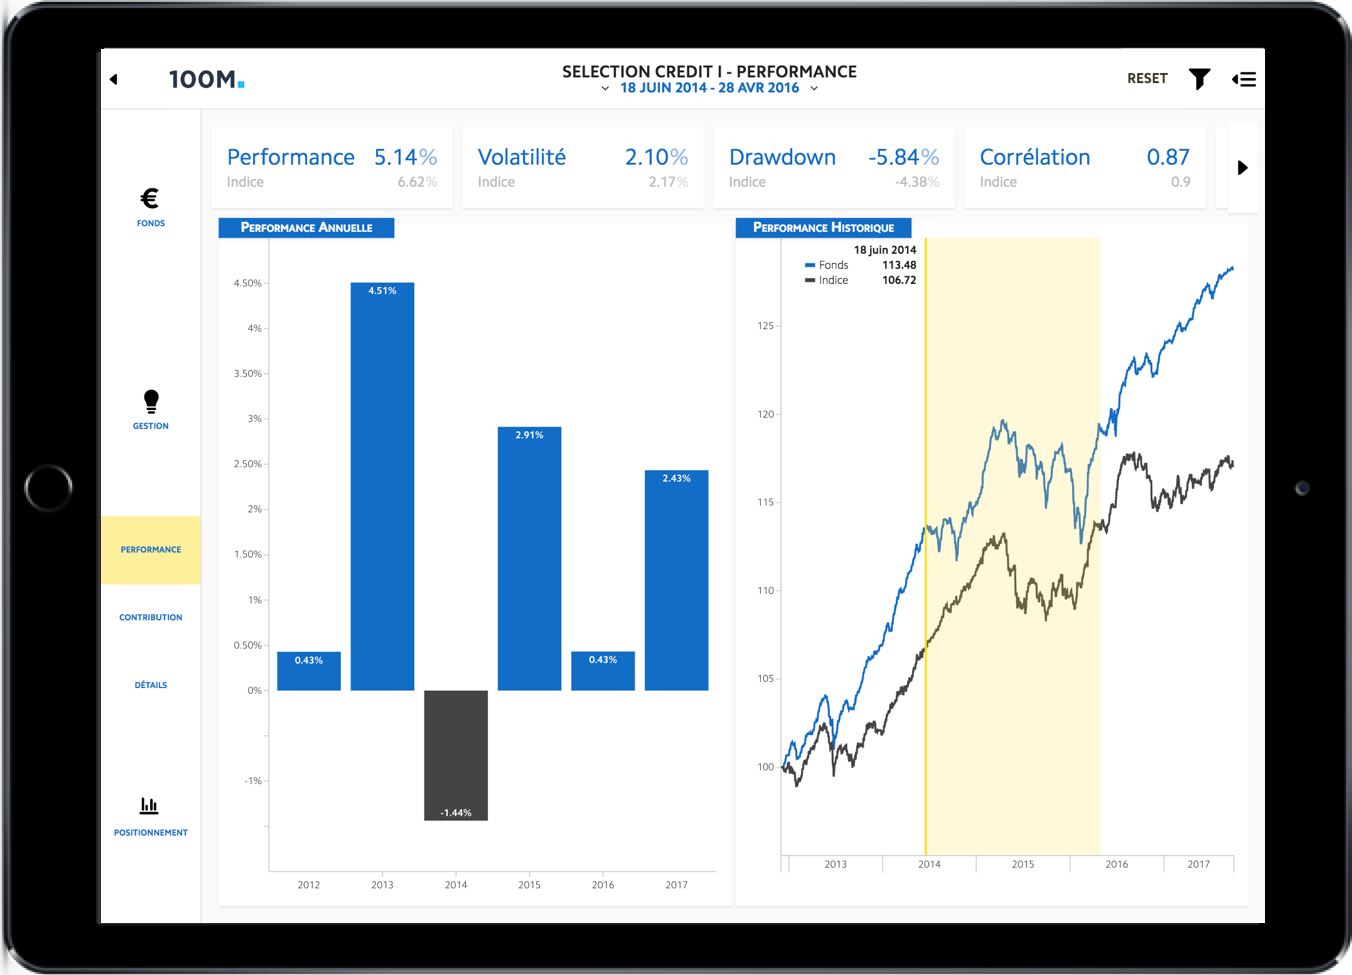 100M.
SELECTION CREDIT I - PERFORMANCE
18 JUIN 2014 - 28 AVR 2016
RESET
FONDS
GESTION
PERFORMANCE
CONTRIBUTION
DÉTAILS
POSITIONNEMENT
Performance 5.14%
Indice 6.62%
Volatilité 2.10%
Indice 2.17%
Drawdown -5.84%
Indice -4.38%
Corrélation 0.87
Indice 0.9
PERFORMANCE ANNUELLE
4.50%
4%
3.50%
3%
2.50%
2%
1.50%
1%
0.50%
0%
-1%
0.43%
4.51%
-1.44%
2.91%
0.43%
2.43%
2012 2013 2014 2015 2016 2017
PERFORMANCE HISTORIQUE
18 juin 2014
Fonds 113.48
Indice 106.72
125
120
115
110
105
100
2013 2014 2015 2016 2017